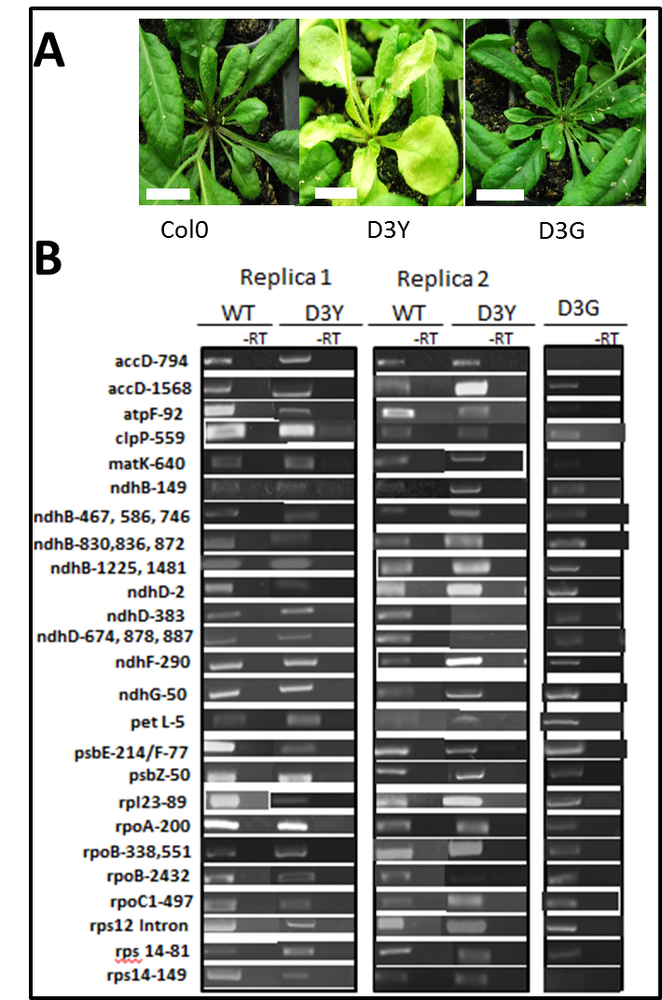 A
Col0 D3Y D3G
B
Replica 1 Replica 2
WT D3Y WT D3Y D3G
-RT -RT -RT -RT -RT
accD-794
accD-1568
atpF-92
clpP-559
matK-640
ndhB-149
ndhB-467, 586, 746
ndhB-830,836, 872
ndhB-1225, 1481
ndhD-2
ndhD-383
ndhD-674, 878, 887
ndhF-290
ndhG-50
pet L-5
psbE-214/F-77
psbZ-50
rpl23-89
rpoA-200
rpoB-338,551
rpoB-2432
rpoC1-497
rps12 Intron
rps 14-81
rps14-149